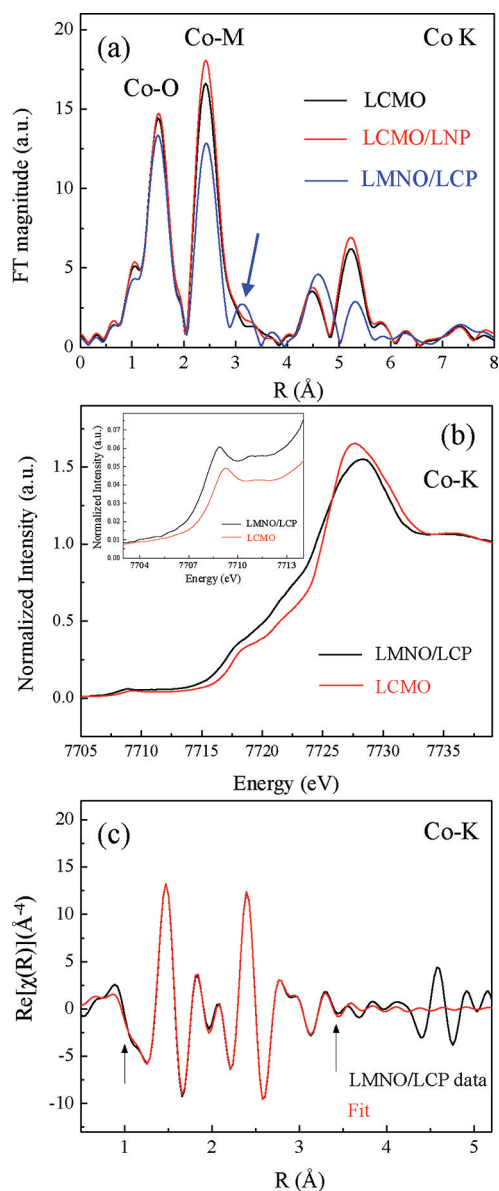 (a)
Co-M
Co K
Co-O
LCMO
LCMO/LNP
LMNO/LCP
FT magnitude (a.u.)
20
15
10
5
0
0 1 2 3 4 5 6 7 8
R (Å)
(b)
Co-K
Normalized Intensity (a.u.)
1.5
1.0
0.5
0.0
Normalized Intensity (a.u.)
0.07
0.06
0.05
0.04
0.03
0.02
0.01
0.00
LMNO/LCP
LCMO
7704 7707 7710 7713
Energy (eV)
LMNO/LCP
LCMO
7705 7710 7715 7720 7725 7730 7735
Energy (eV)
(c)
Co-K
Re[χ(R)](Å⁻⁴)
20
15
10
5
0
-5
-10
LMNO/LCP data
Fit
1 2 3 4 5
R (Å)